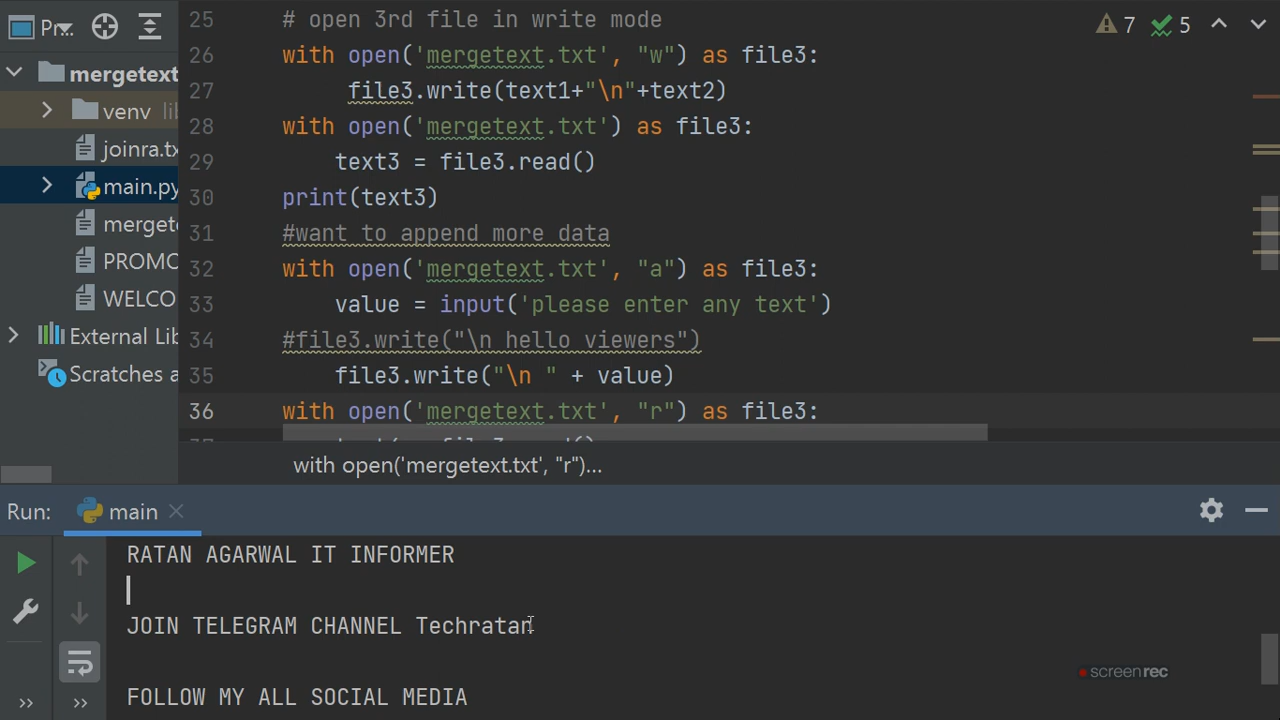 Pr...
7 5
mergetext
venv lib
joinra.tx
main.py
mergete
PROMO
WELCO
External Lib
Scratches a
25 # open 3rd file in write mode
26 with open('mergetext.txt', "w") as file3:
27 file3.write(text1+"\n"+text2)
28 with open('mergetext.txt') as file3:
29 text3 = file3.read()
30 print(text3)
31 #want to append more data
32 with open('mergetext.txt', "a") as file3:
33 value = input('please enter any text')
34 #file3.write("\n hello viewers")
35 file3.write("\n " + value)
36 with open('mergetext.txt', "r") as file3:
with open('mergetext.txt', "r")...
Run: main
RATAN AGARWAL IT INFORMER
JOIN TELEGRAM CHANNEL Techratan
FOLLOW MY ALL SOCIAL MEDIA
screenrec